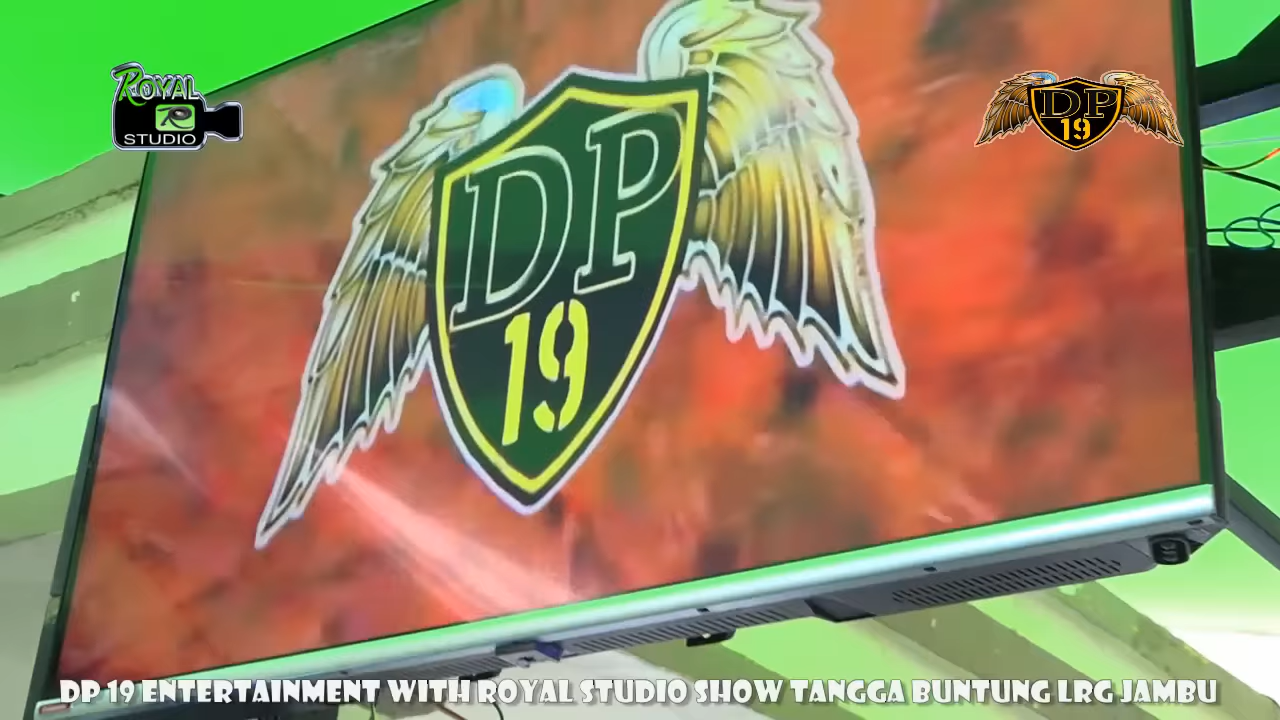 ROYAL
R
STUDIO
DP
19
DP
19
DP 19 ENTERTAINMENT WITH ROYAL STUDIO SHOW TANGGA BUNTUNG LRG JAMBU